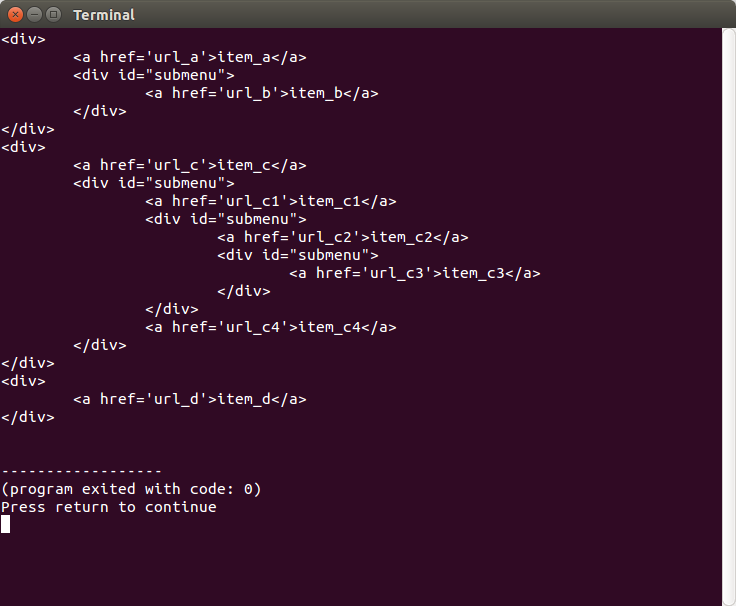 Terminal
<div>
        <a href='url_a'>item_a</a>
        <div id="submenu">
                <a href='url_b'>item_b</a>
        </div>
</div>
<div>
        <a href='url_c'>item_c</a>
        <div id="submenu">
                <a href='url_c1'>item_c1</a>
                <div id="submenu">
                        <a href='url_c2'>item_c2</a>
                        <div id="submenu">
                                <a href='url_c3'>item_c3</a>
                        </div>
                </div>
                <a href='url_c4'>item_c4</a>
        </div>
</div>
<div>
        <a href='url_d'>item_d</a>
</div>
------------------
(program exited with code: 0)
Press return to continue